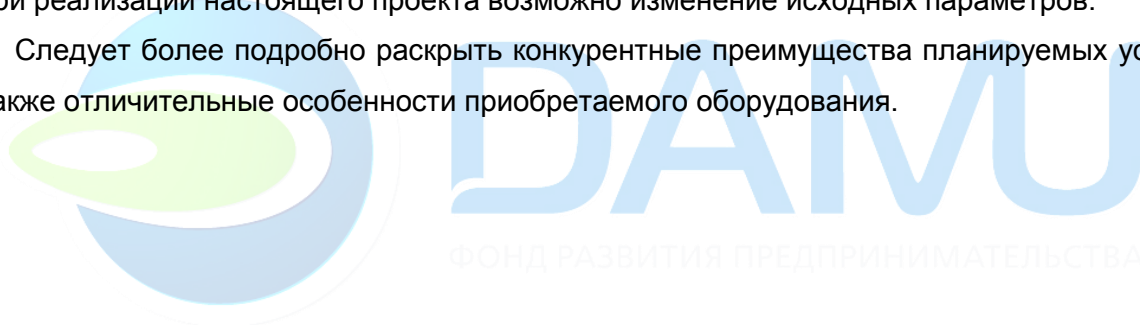 ри реализации настоящего проекта возможно изменение исходных параметров.
Следует более подробно раскрыть конкурентные преимущества планируемых ус
акже отличительные особенности приобретаемого оборудования.
DAMU
ФОНД РАЗВИТИЯ ПРЕДПРИНИМАТЕЛЬСТВА